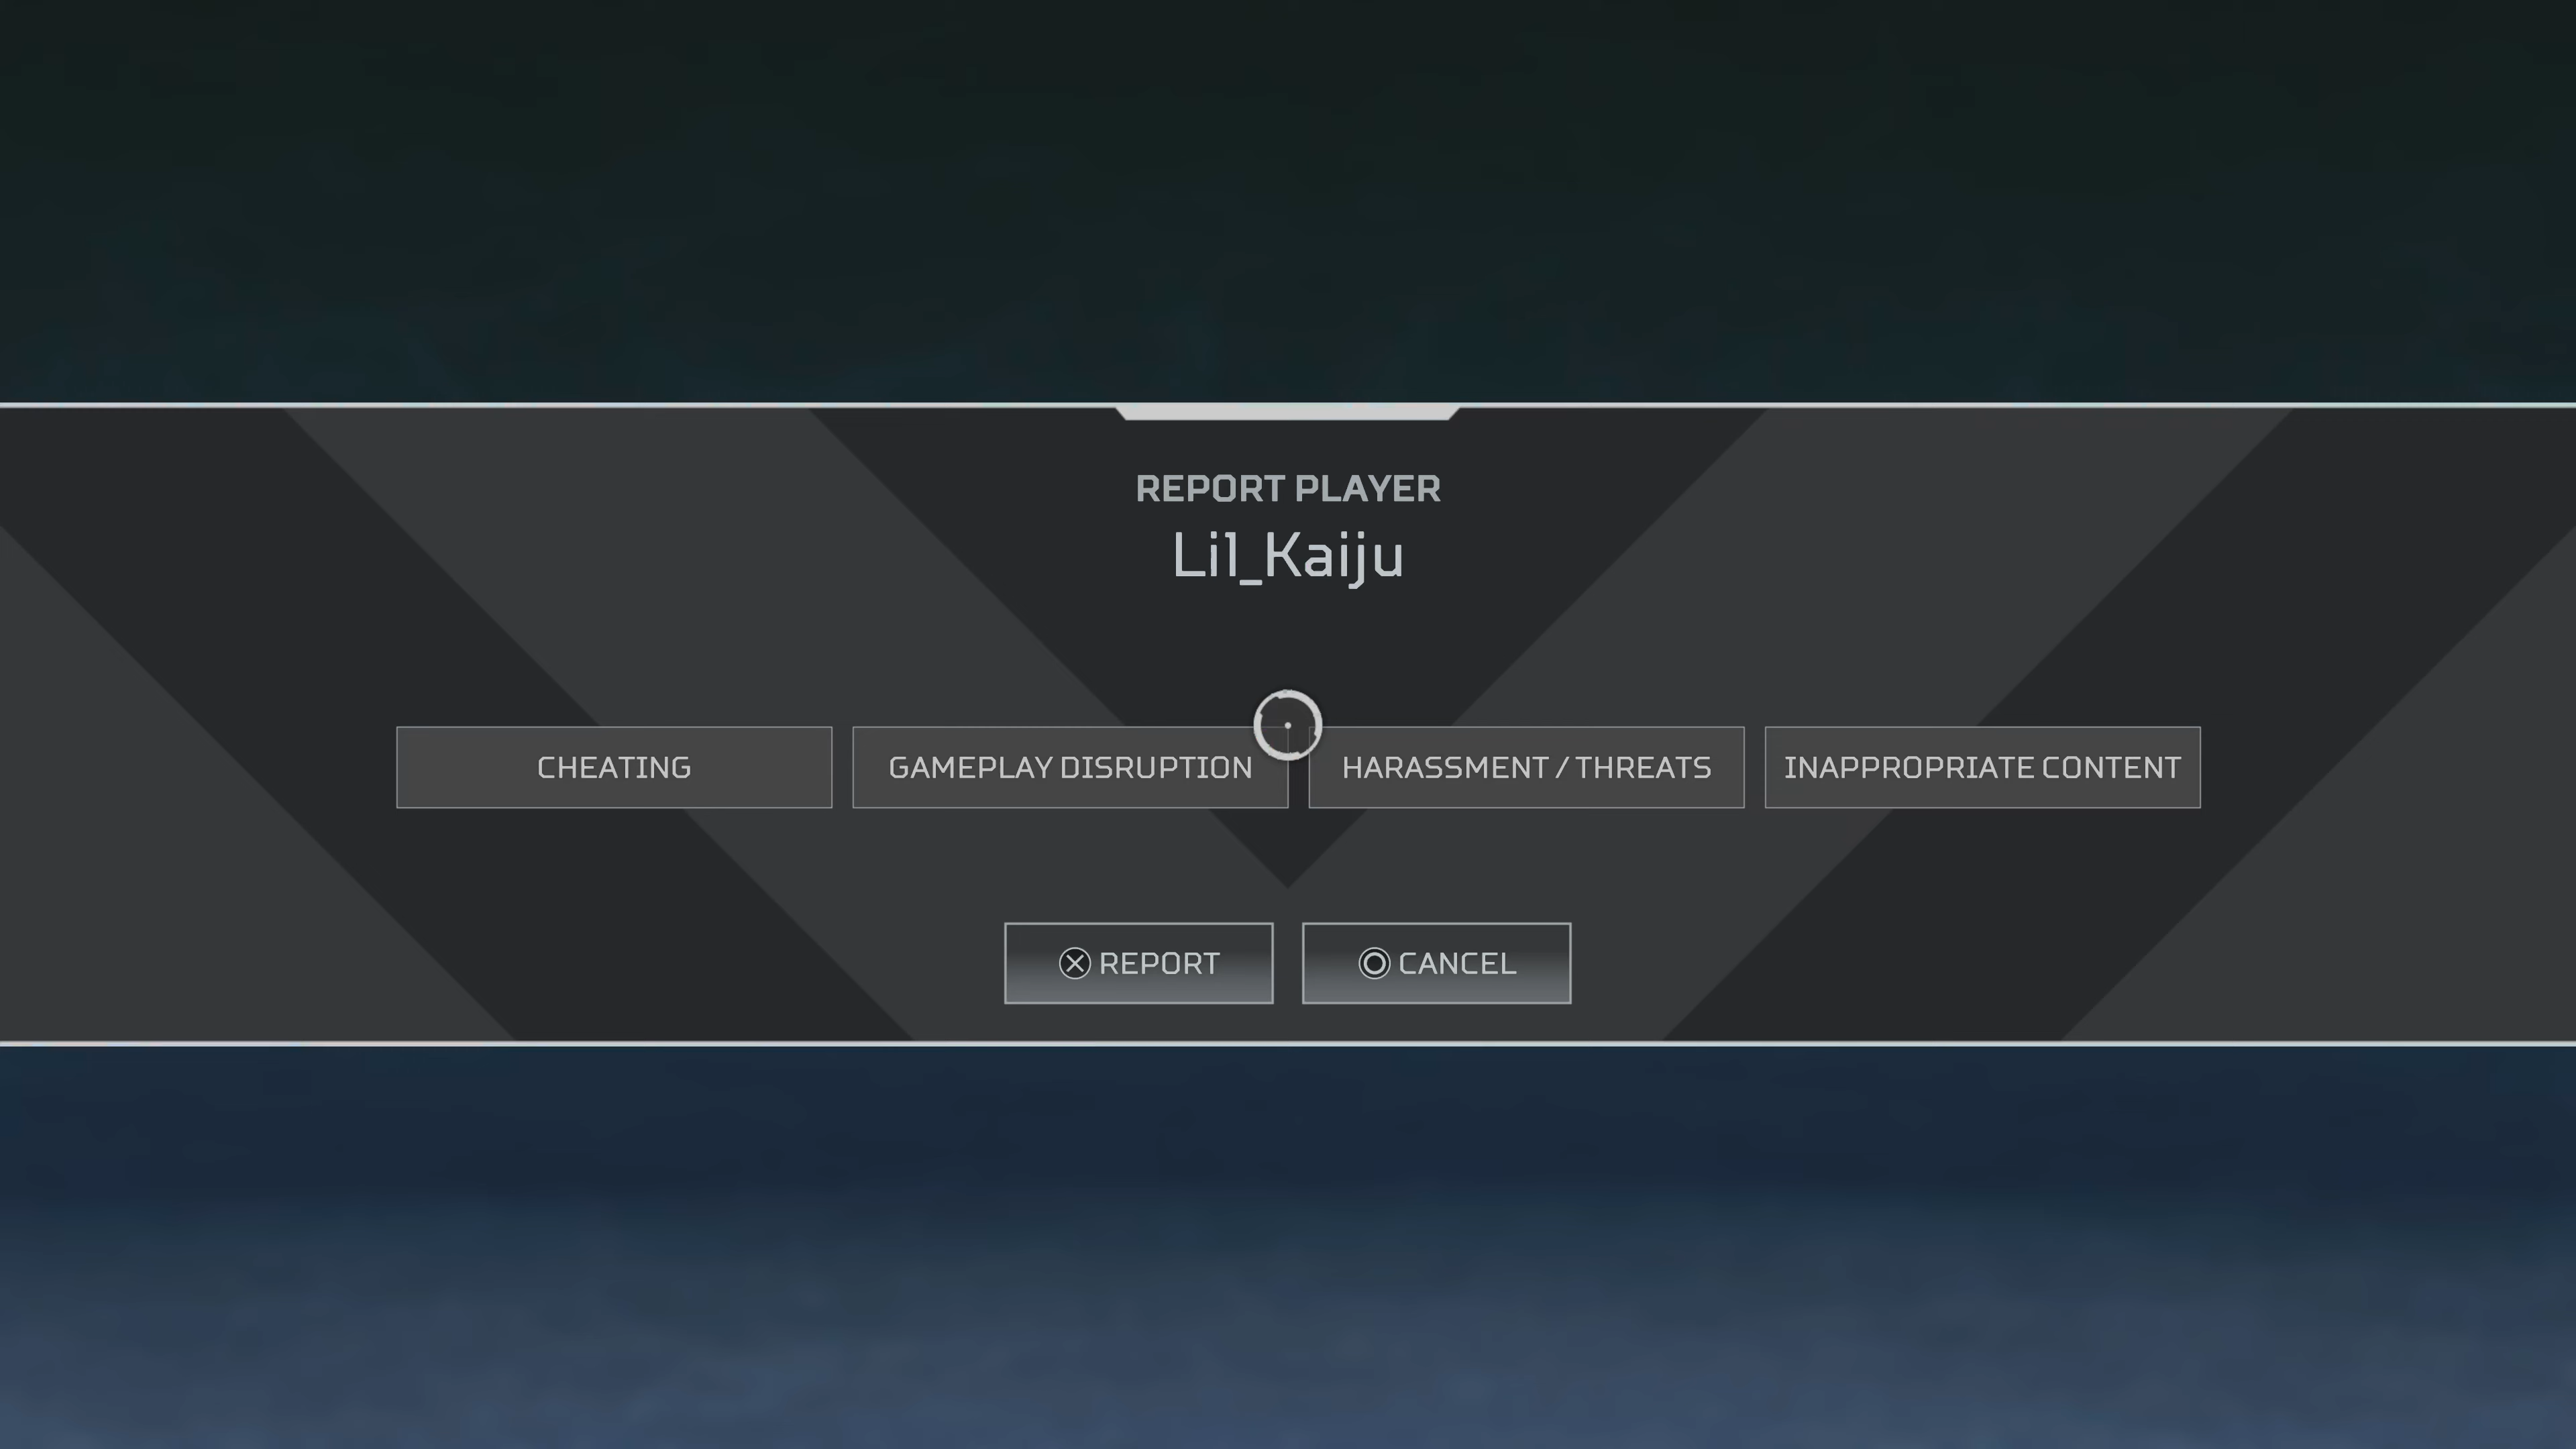 REPORT PLAYER
Lil_Kaiju
CHEATING
GAMEPLAY DISRUPTION
HARASSMENT / THREATS
INAPPROPRIATE CONTENT
REPORT
CANCEL